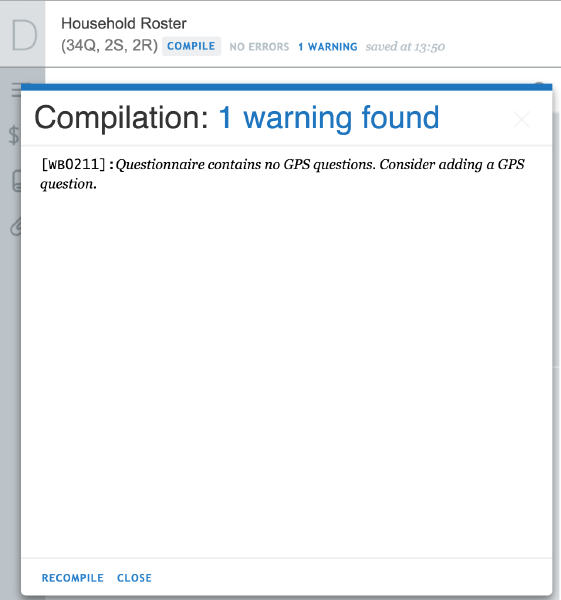 D
Household Roster
(34Q, 2S, 2R) COMPILE NO ERRORS 1 WARNING saved at 13:50
$
Compilation: 1 warning found
[WB0211]:Questionnaire contains no GPS questions. Consider adding a GPS
question.
RECOMPILE CLOSE